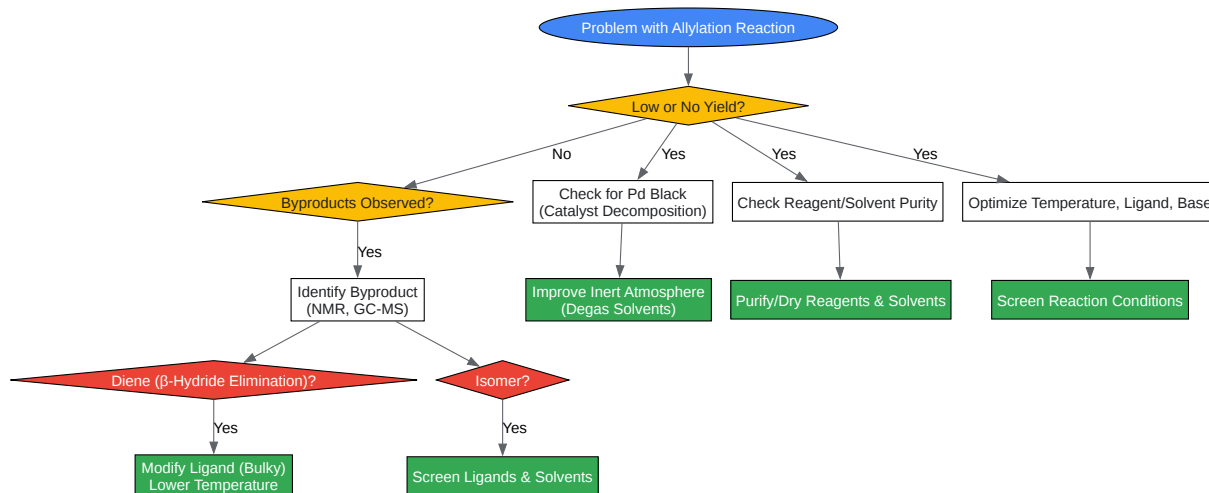 Problem with Allylation Reaction
Low or No Yield?
No
Yes
Yes
Yes
Byproducts Observed?
Check for Pd Black
(Catalyst Decomposition)
Check Reagent/Solvent Purity
Optimize Temperature, Ligand, Base
Yes
Identify Byproduct
(NMR, GC-MS)
Improve Inert Atmosphere
(Degas Solvents)
Purify/Dry Reagents & Solvents
Screen Reaction Conditions
Diene (β-Hydride Elimination)?
Isomer?
Yes
Yes
Modify Ligand (Bulky)
Lower Temperature
Screen Ligands & Solvents